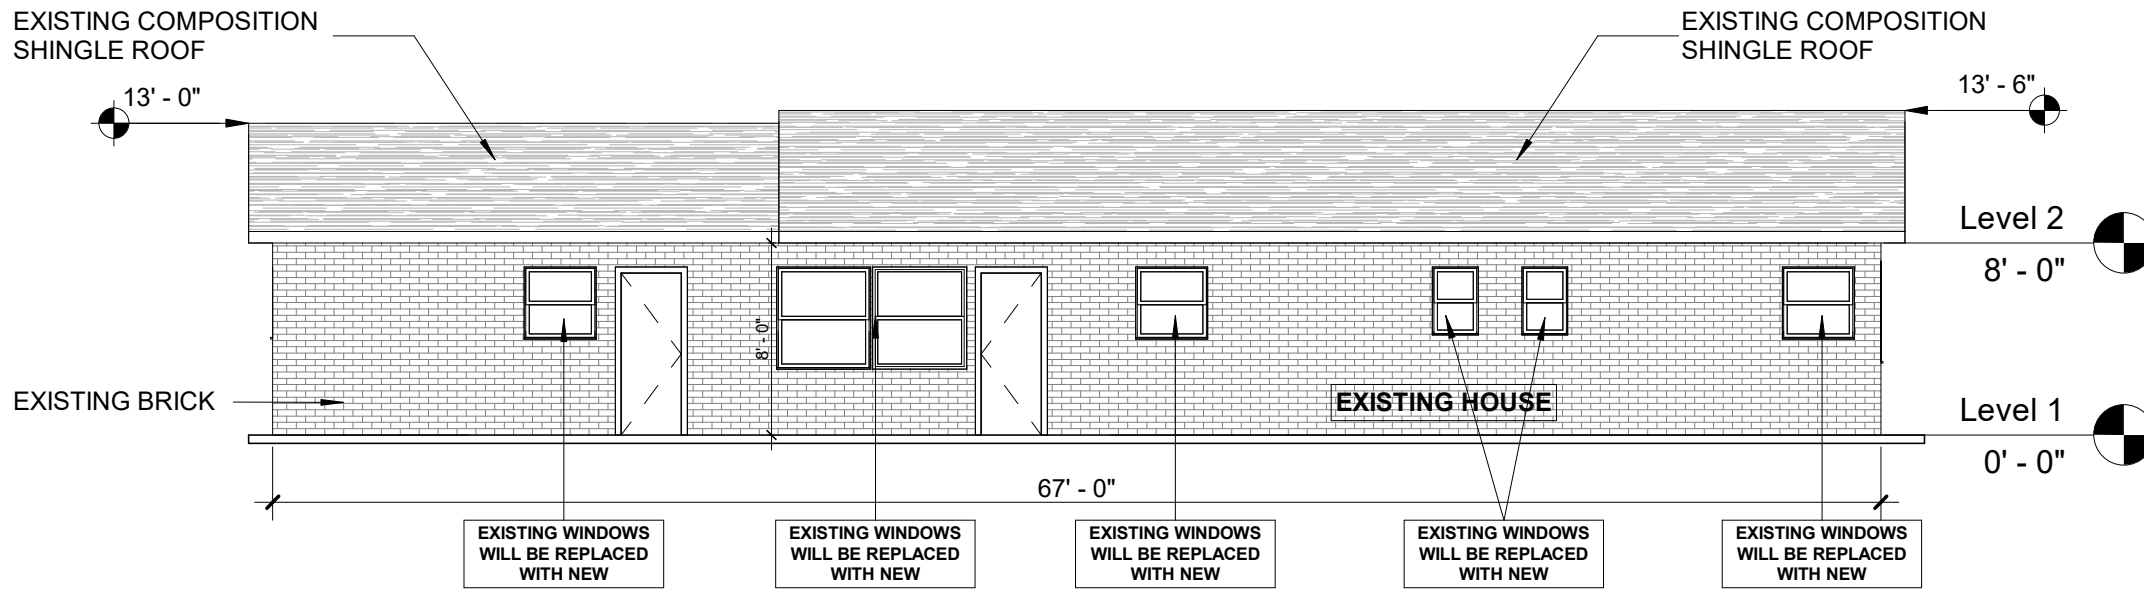 EXISTING COMPOSITION
SHINGLE ROOF
EXISTING COMPOSITION
SHINGLE ROOF
13' - 0"
13' - 6"
Level 2
8' - 0"
8' - 0"
EXISTING BRICK
EXISTING HOUSE
Level 1
0' - 0"
67' - 0"
EXISTING WINDOWS
WILL BE REPLACED
WITH NEW
EXISTING WINDOWS
WILL BE REPLACED
WITH NEW
EXISTING WINDOWS
WILL BE REPLACED
WITH NEW
EXISTING WINDOWS
WILL BE REPLACED
WITH NEW
EXISTING WINDOWS
WILL BE REPLACED
WITH NEW